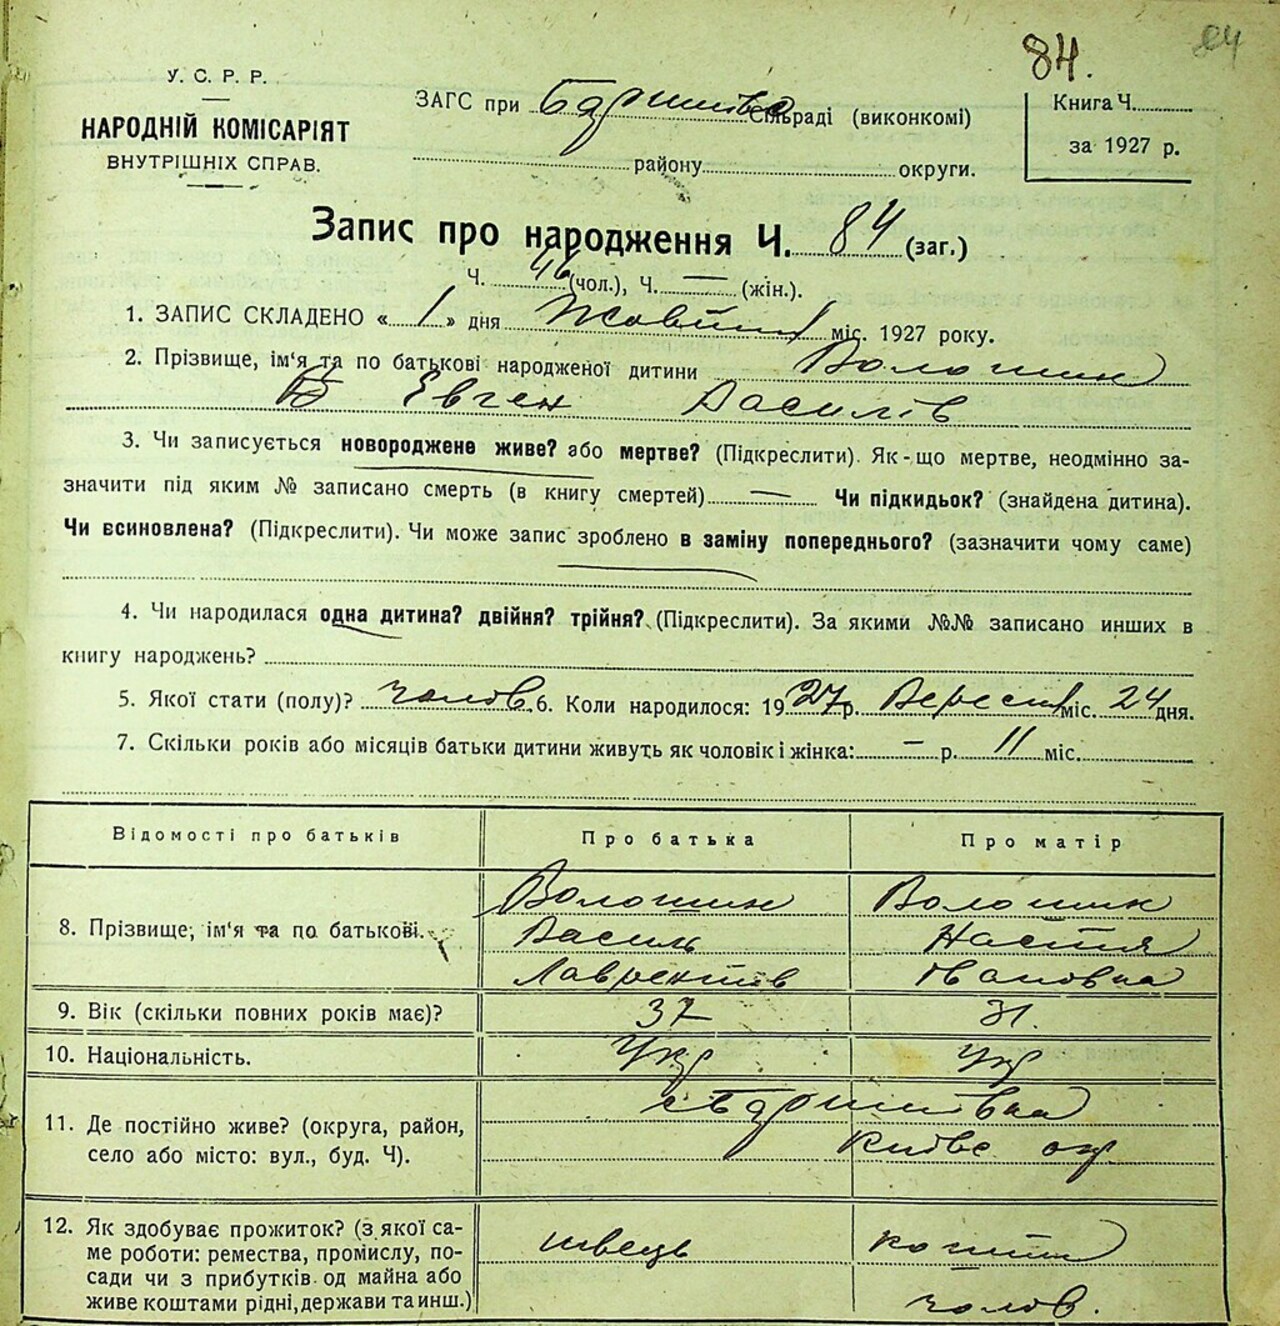 84.
84
У. С. Р. Р.
НАРОДНІЙ КОМІСАРІЯТ
ВНУТРІШНІХ СПРАВ.
ЗАГС при Баришівс Сільраді (виконкомі)
району округи.
Книга Ч.
за 1927 р.
Запис про народження Ч. 84 (заг.)
Ч. 46 (чол.), Ч. — (жін.).
1. ЗАПИС СКЛАДЕНО « 1 » дня Жовтня міс. 1927 року.
2. Прізвище, ім‘я та по батькові народженої дитини Волошин
Евген Василів
3. Чи записується новороджене живе? або мертве? (Підкреслити). Як-що мертве, неодмінно за-
значити під яким № записано смерть (в книгу смертей) — Чи підкидьок? (знайдена дитина).
Чи всиновлена? (Підкреслити). Чи може запис зроблено в заміну попереднього? (зазначити чому саме)
4. Чи народилася одна дитина? двійня? трійня? (Підкреслити). За якими №№ записано инших в
книгу народжень?
5. Якої стати (полу)? чолов. 6. Коли народилося: 1927 р. Вересня міс. 24 дня.
7. Скільки років або місяців батьки дитини живуть як чоловік і жінка: — р. 11 міс.
Відомості про батьків Про батька Про матір
8. Прізвище, ім‘я та по батькові. Волошин Василь Лаврентів Волошин Настя Івановна
9. Вік (скільки повних років має)? 37 31.
10. Національність. Укр Укр
11. Де постійно живе? (округа, район,
село або місто: вул., буд. Ч). с Баришівка
Київс окр
12. Як здобуває прожиток? (з якої са-
ме роботи: ремества, промислу, по-
сади чи з прибутків од майна або
живе коштами рідні, держави та инш.) швець кошти
чолов.